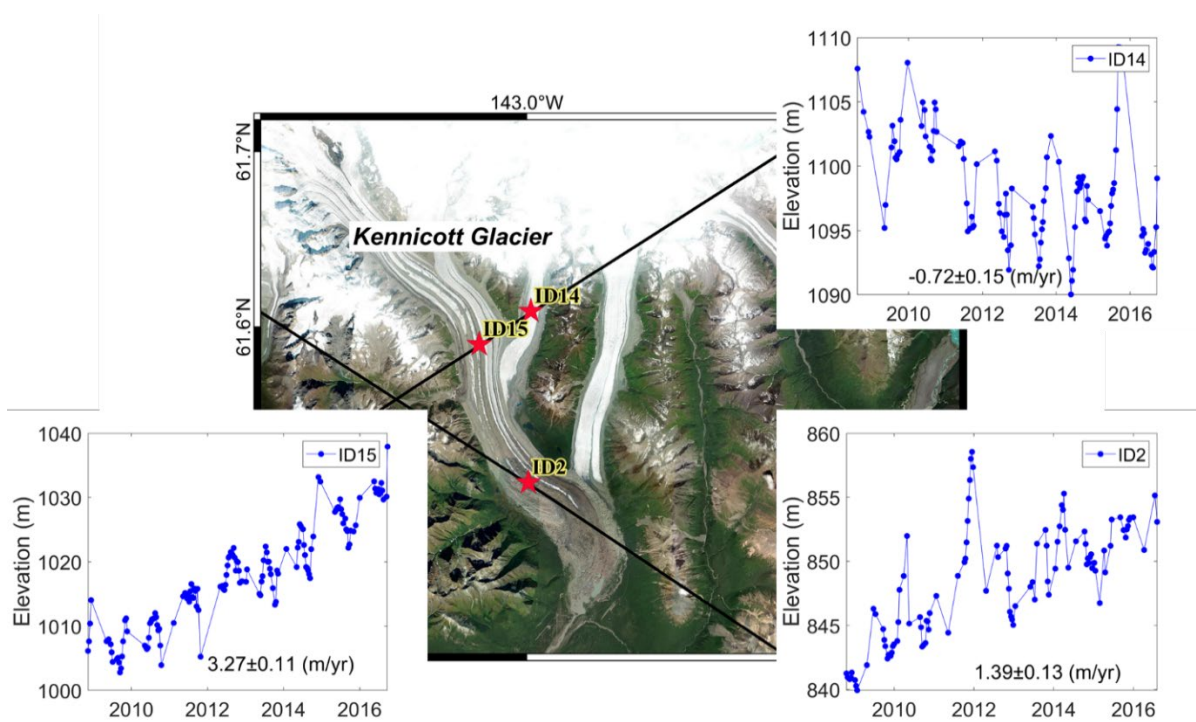 143.0°W
61.7°N
61.6°N
Kennicott Glacier
ID14
ID15
ID2
1110
1105
1100
1095
1090
Elevation (m)
ID14
-0.72±0.15 (m/yr)
2010 2012 2014 2016
1040
1030
1020
1010
1000
Elevation (m)
ID15
3.27±0.11 (m/yr)
2010 2012 2014 2016
860
855
850
845
840
Elevation (m)
ID2
1.39±0.13 (m/yr)
2010 2012 2014 2016